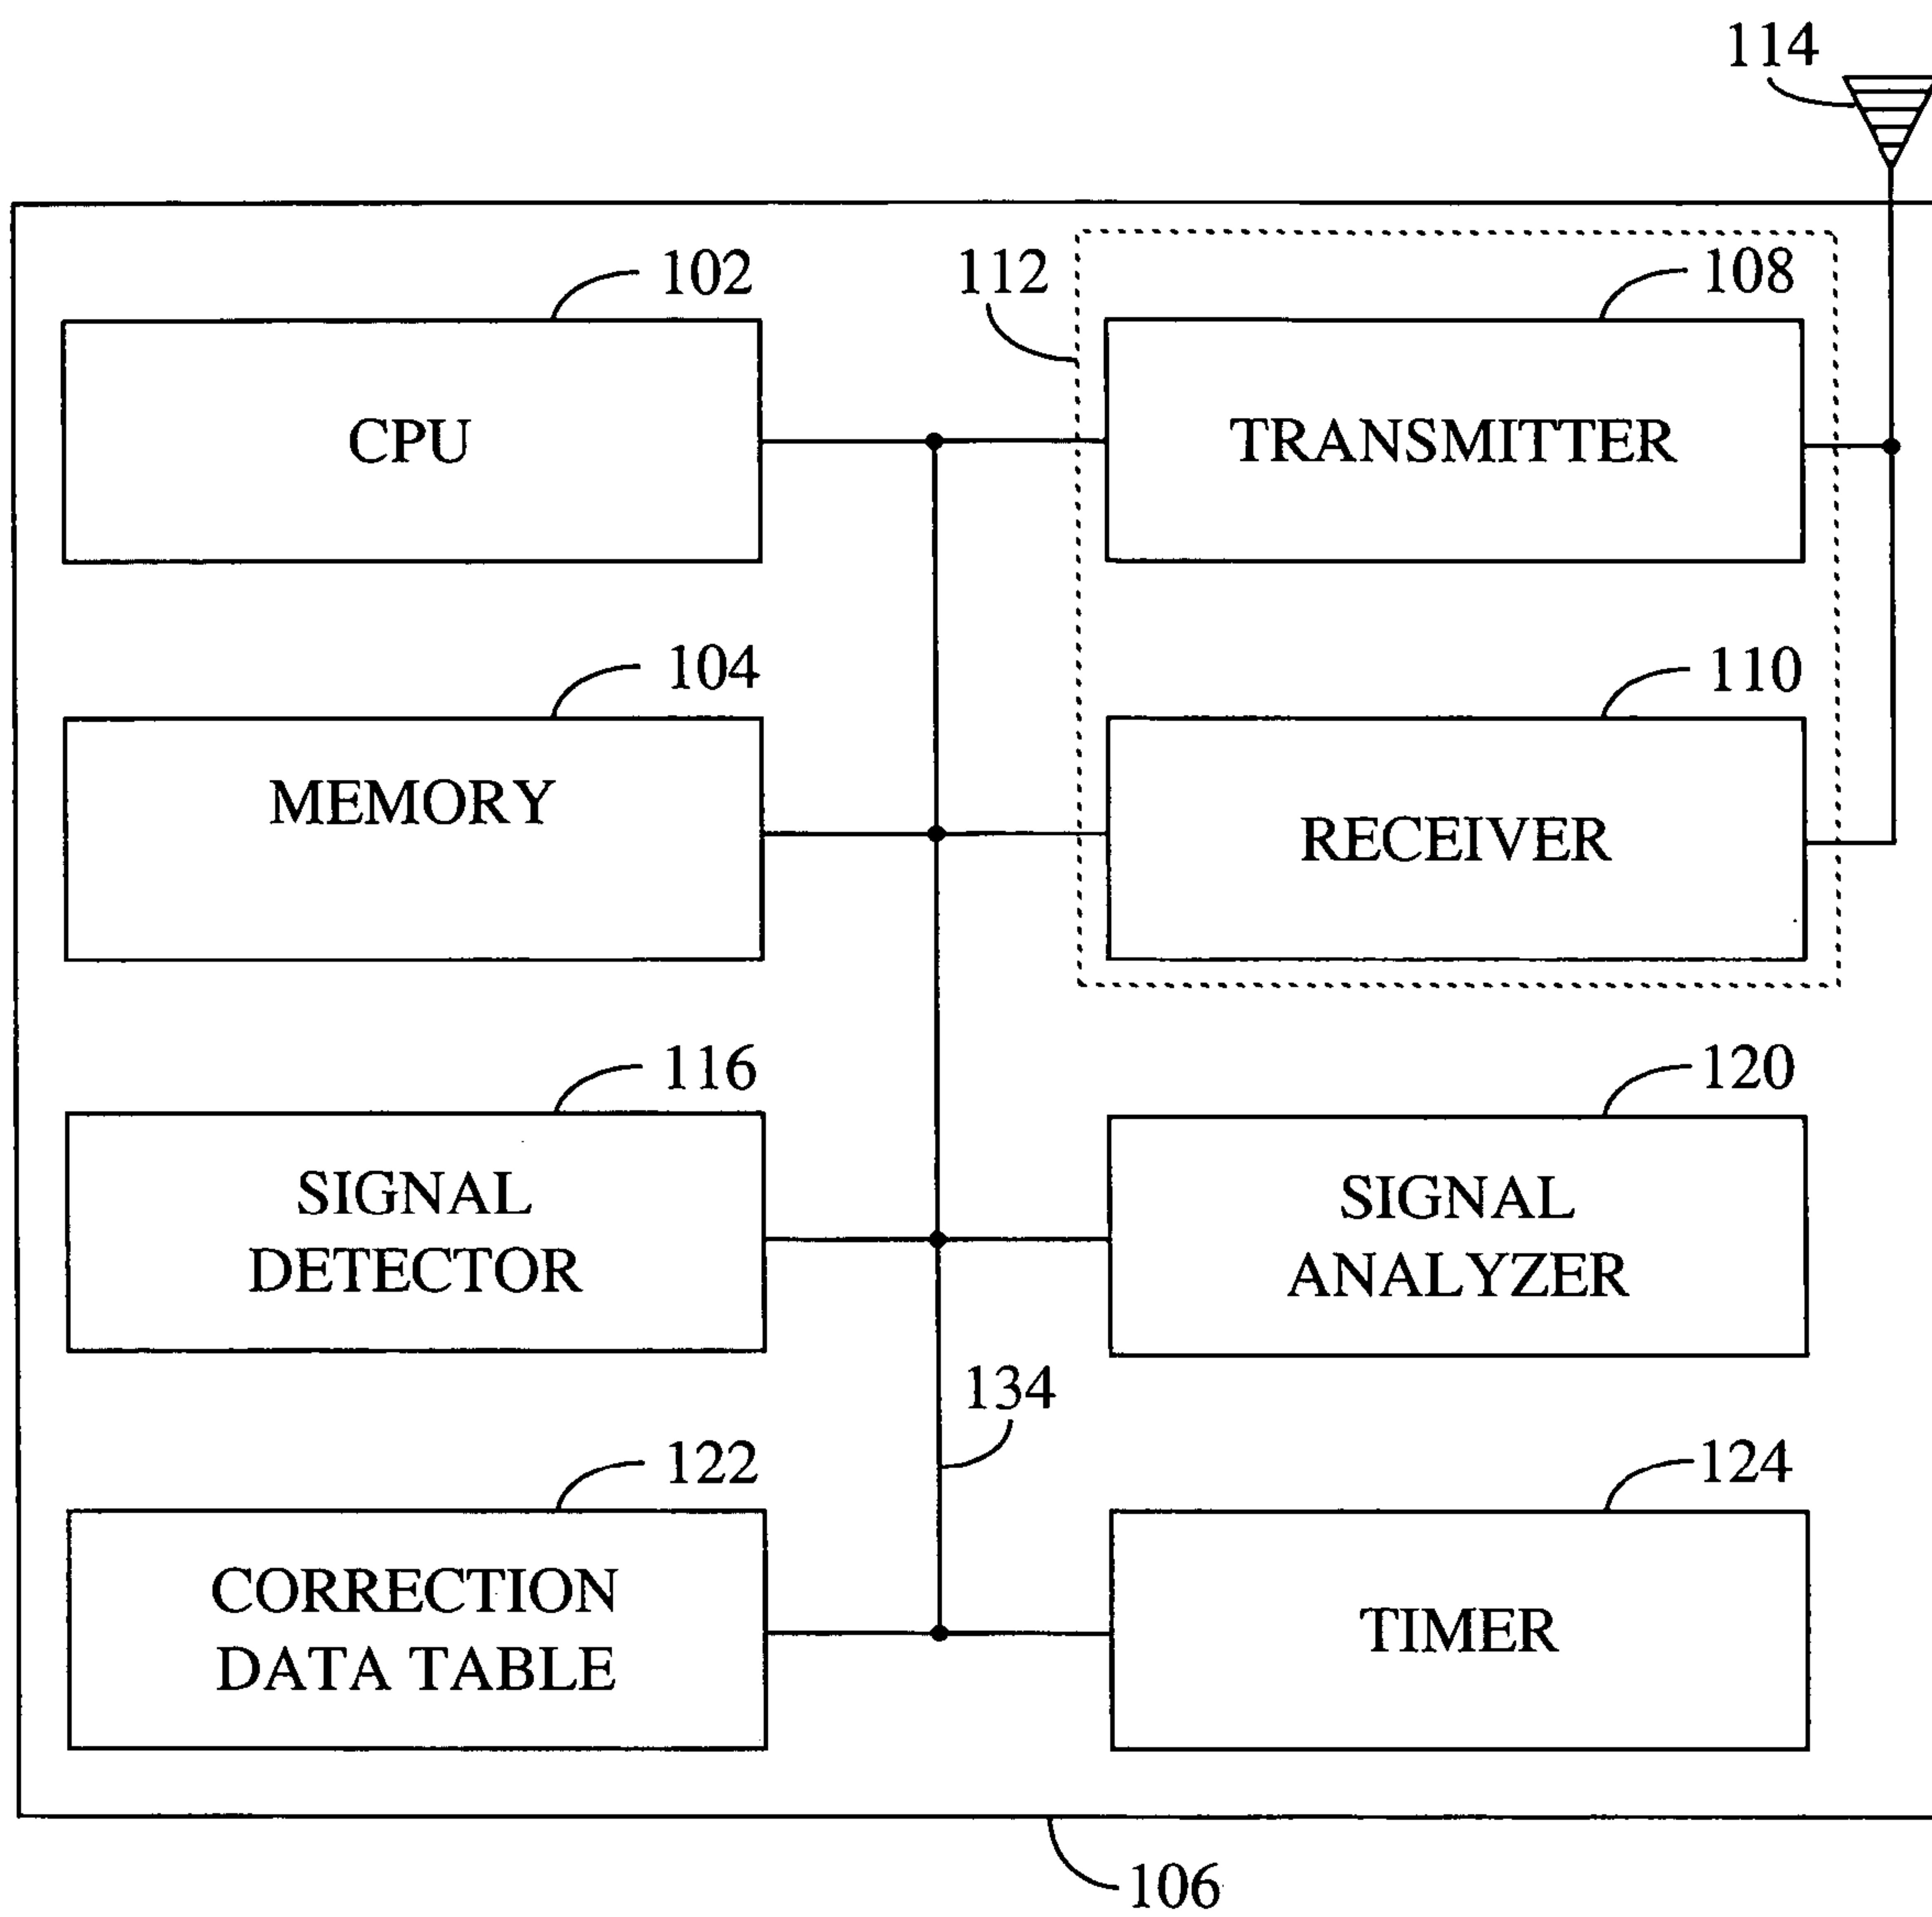 114
102
112
108
CPU
TRANSMITTER
104
110
MEMORY
RECEIVER
116
120
SIGNAL
DETECTOR
SIGNAL
ANALYZER
134
122
124
CORRECTION
DATA TABLE
TIMER
106